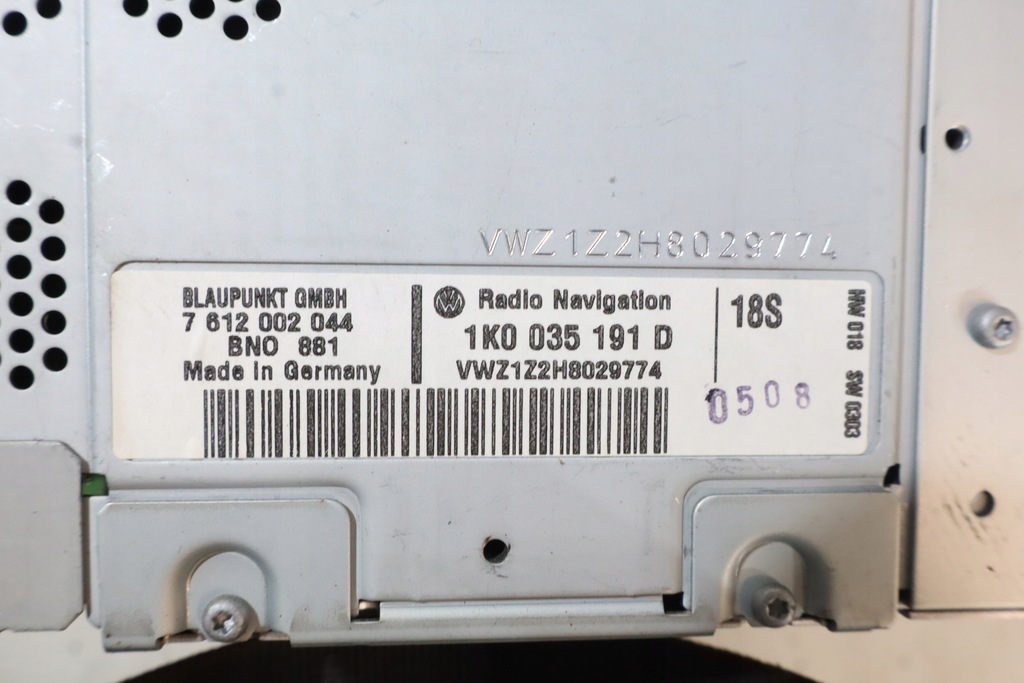 VWZ1Z2H8029774
BLAUPUNKT GMBH
7 612 002 044
BNO 881
Made in Germany
Radio Navigation
1K0 035 191 D
VWZ1Z2H8029774
18S
0508
HW 018 SW 0303